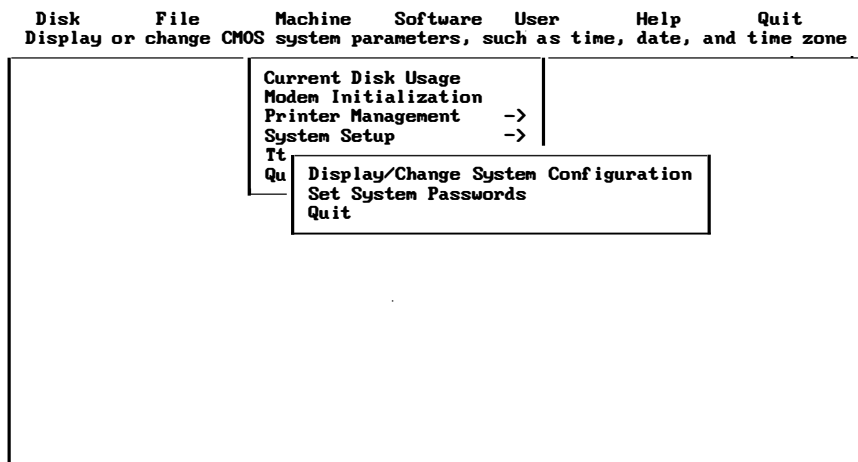 Disk File Machine Software User Help Quit
Display or change CMOS system parameters, such as time, date, and time zone
Current Disk Usage
Modem Initialization
Printer Management ->
System Setup ->
Tt
Qu
Display/Change System Configuration
Set System Passwords
Quit